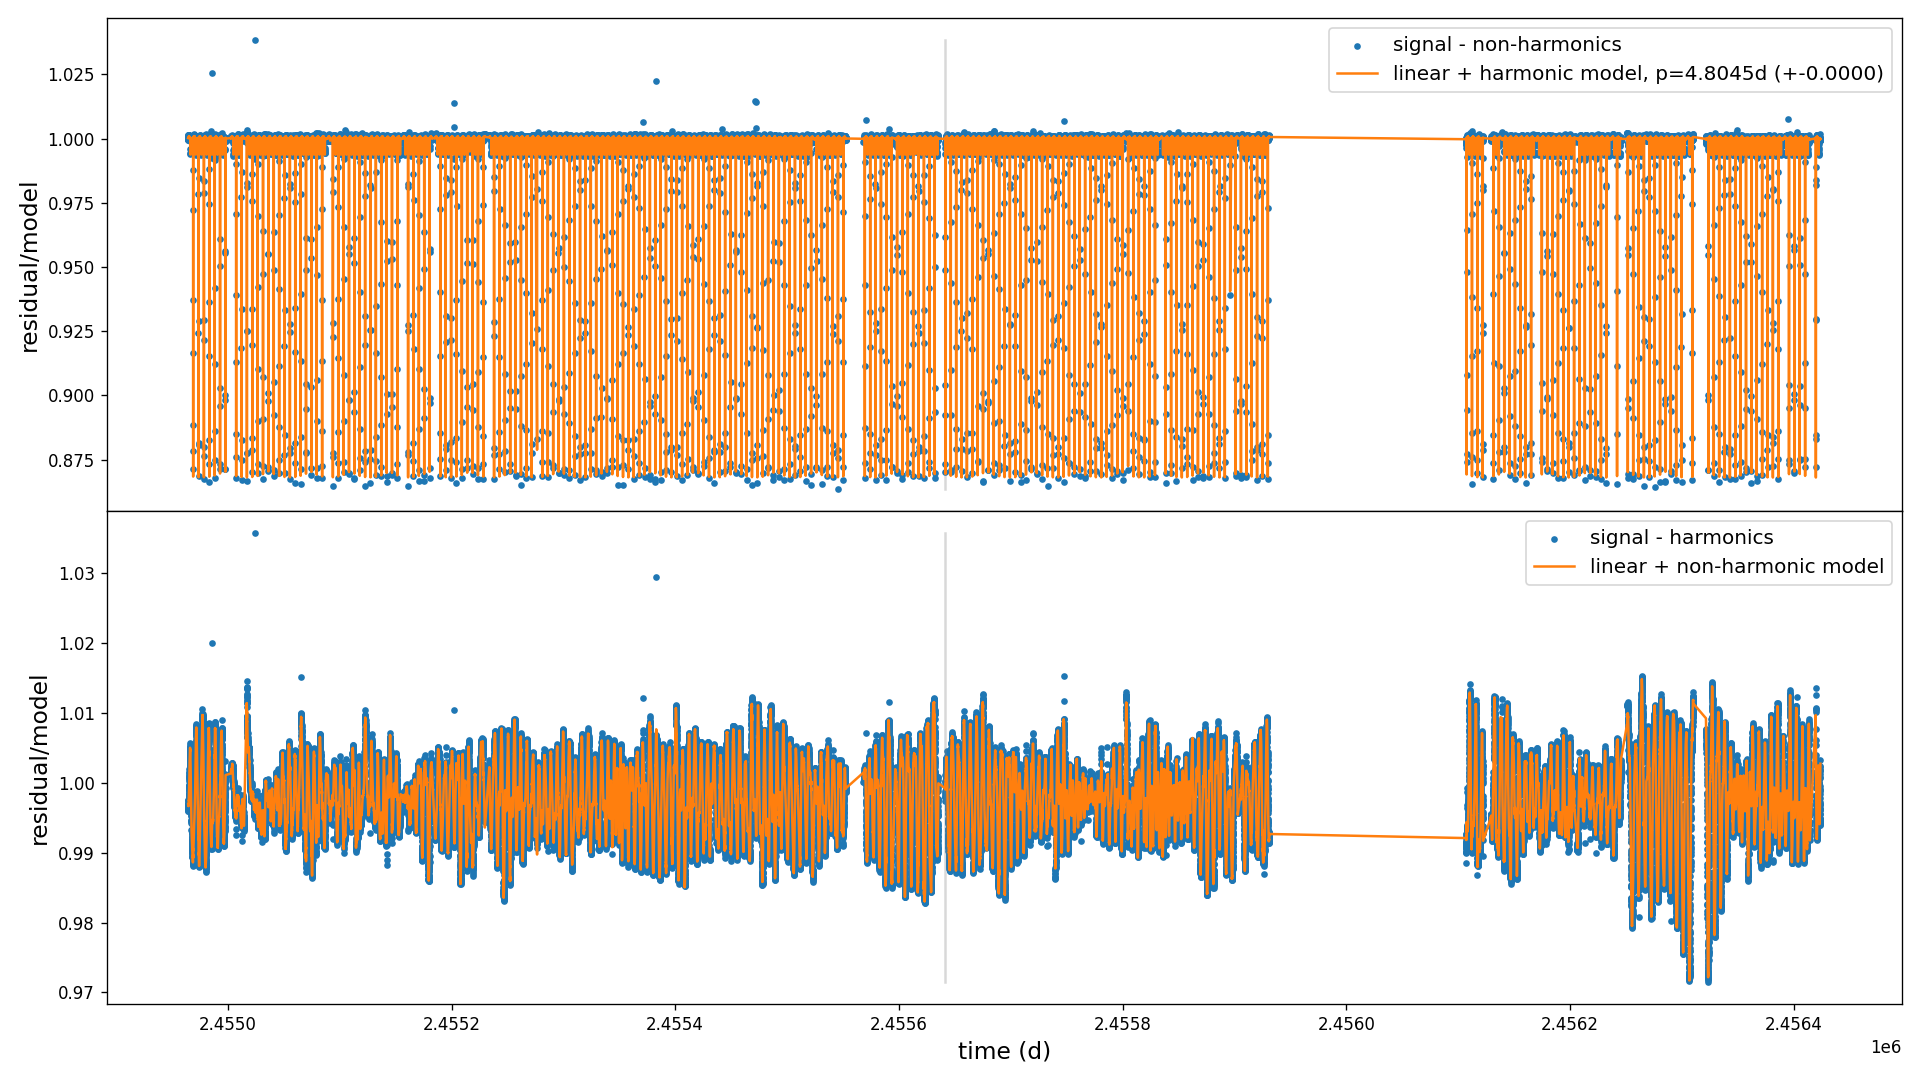 signal - non-harmonics
linear + harmonic model, p=4.8045d (+-0.0000)
1.025
1.000
0.975
0.950
0.925
0.900
0.875
residual/model
signal - harmonics
linear + non-harmonic model
1.03
1.02
1.01
1.00
0.99
0.98
0.97
residual/model
2.4550 2.4552 2.4554 2.4556 2.4558 2.4560 2.4562 2.4564
time (d)
1e6